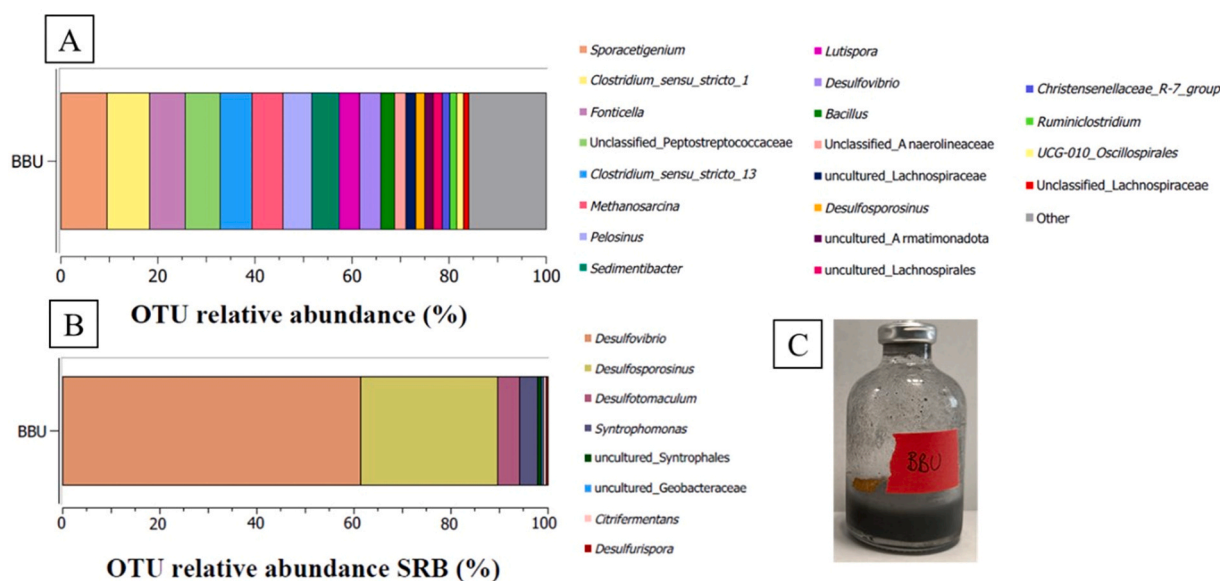 A
BBU
0
20
40
60
80
100
OTU relative abundance (%)
Sporacetigenium
Clostridium_sensu_stricto_1
Fonticella
Unclassified_Peptostreptococcaceae
Clostridium_sensu_stricto_13
Methanosarcina
Pelosinus
Sedimentibacter
Lutispora
Desulfovibrio
Bacillus
Unclassified_A naerolineaceae
uncultured_Lachnospiraceae
Desulfosporosinus
uncultured_A rmatimonadota
uncultured_Lachnospirales
Christensenellaceae_R-7_group
Ruminiclostridium
UCG-010_Oscillospirales
Unclassified_Lachnospiraceae
Other
B
BBU
0
20
40
60
80
100
OTU relative abundance SRB (%)
Desulfovibrio
Desulfosporosinus
Desulfotomaculum
Syntrophomonas
uncultured_Syntrophales
uncultured_Geobacteraceae
Citrifermentans
Desulfurispora
C
BBU